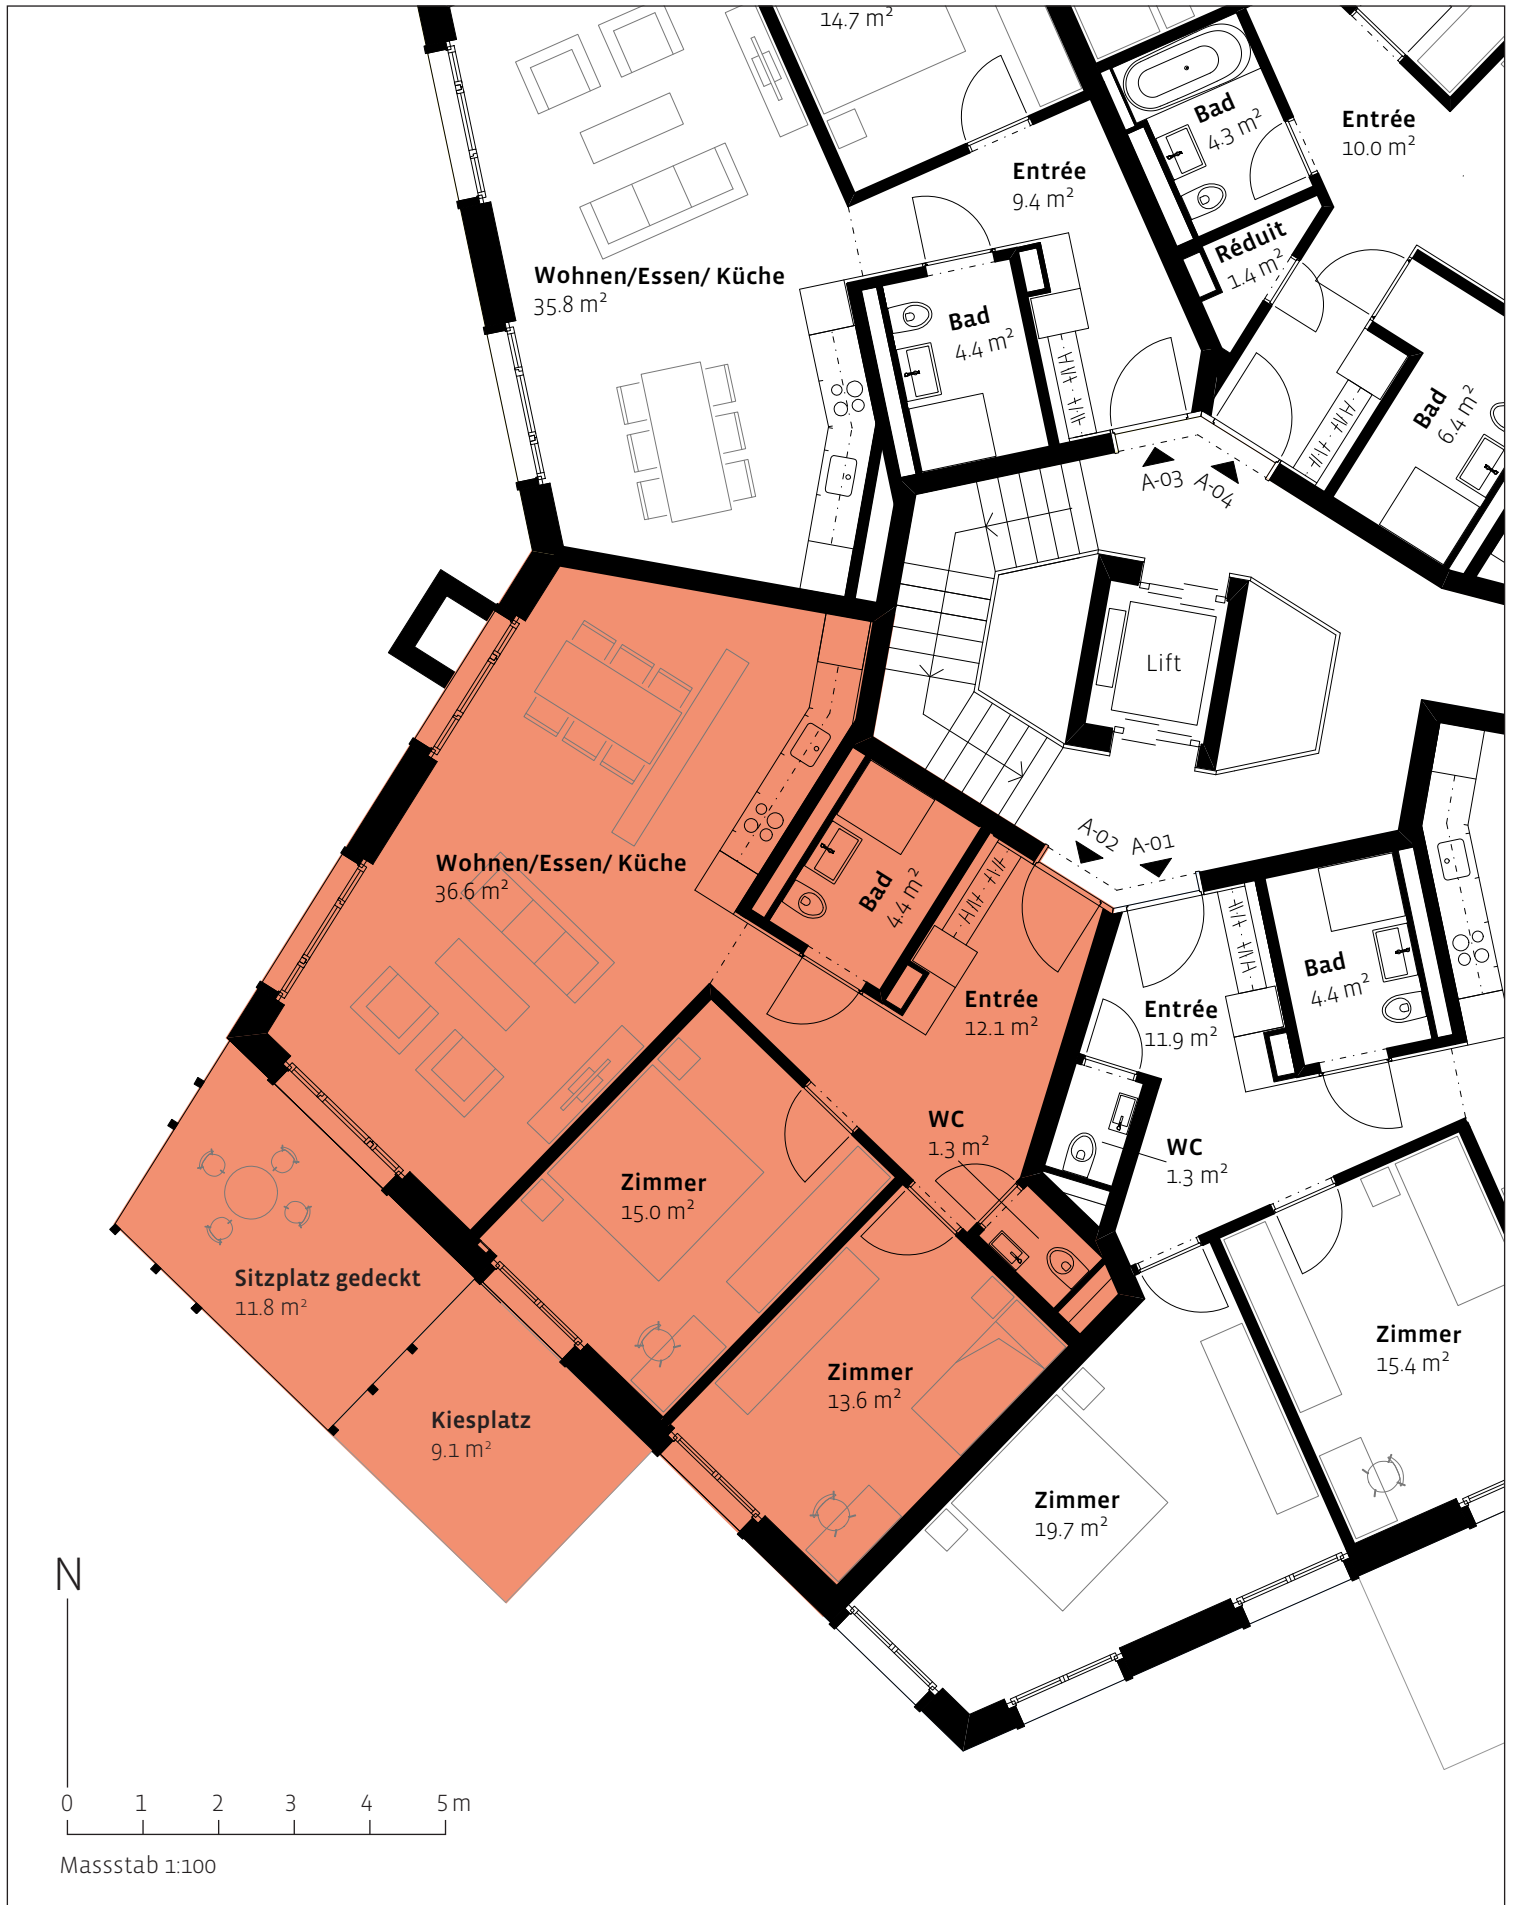 14.7 m²
Bad
4.3 m²
Entrée
10.0 m²
Entrée
9.4 m²
Réduit
1.4 m²
Wohnen/Essen/ Küche
35.8 m²
Bad
4.4 m²
Bad
6.4 m²
A-03
A-04
Lift
A-02
A-01
Wohnen/Essen/ Küche
36.6 m²
Bad
4.4 m²
Entrée
12.1 m²
Entrée
11.9 m²
Bad
4.4 m²
WC
1.3 m²
WC
1.3 m²
Zimmer
15.0 m²
Sitzplatz gedeckt
11.8 m²
Zimmer
15.4 m²
Zimmer
13.6 m²
Kiesplatz
9.1 m²
Zimmer
19.7 m²
N
0 1 2 3 4 5 m
Massstab 1:100